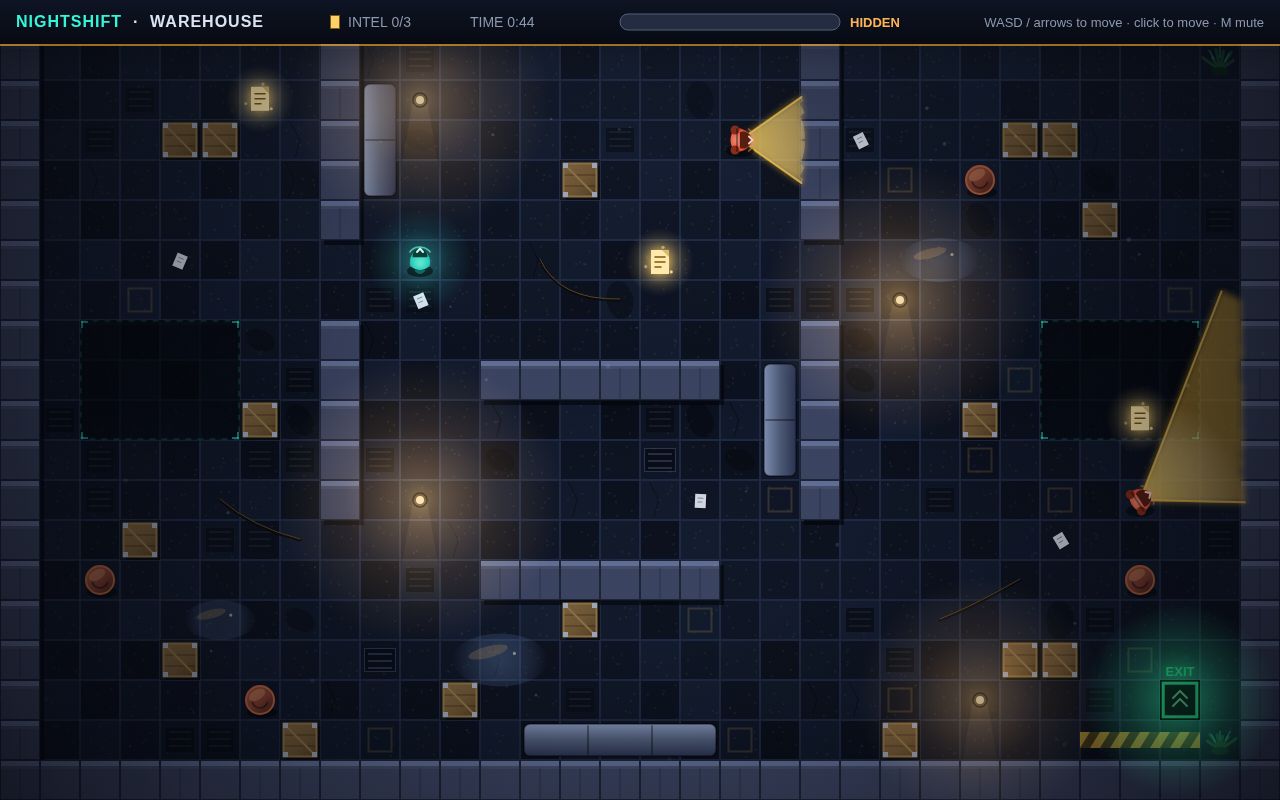 NIGHTSHIFT · WAREHOUSE
INTEL 0/3
TIME 0:44
HIDDEN
WASD / arrows to move · click to move · M mute
EXIT